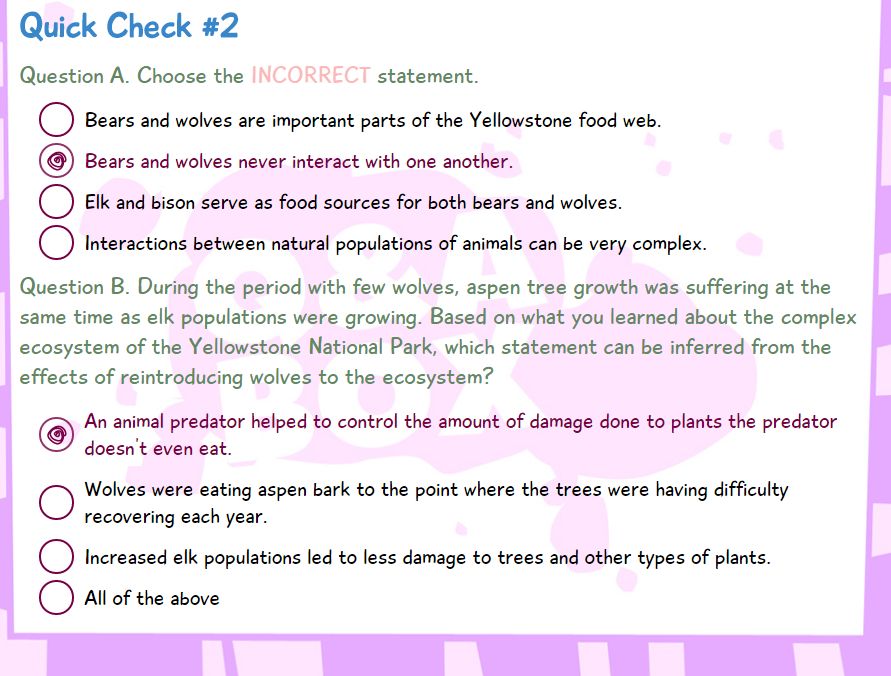 Quick Check #2
Question A. Choose the INCORRECT statement.
Bears and wolves are important parts of the Yellowstone food web.
Bears and wolves never interact with one another.
Elk and bison serve as food sources for both bears and wolves.
Interactions between natural populations of animals can be very complex.
Question B. During the period with few wolves, aspen tree growth was suffering at the
same time as elk populations were growing. Based on what you learned about the complex
ecosystem of the Yellowstone National Park, which statement can be inferred from the
effects of reintroducing wolves to the ecosystem?
An animal predator helped to control the amount of damage done to plants the predator
doesn't even eat.
Wolves were eating aspen bark to the point where the trees were having difficulty
recovering each year.
Increased elk populations led to less damage to trees and other types of plants.
All of the above
Q&A
BOX